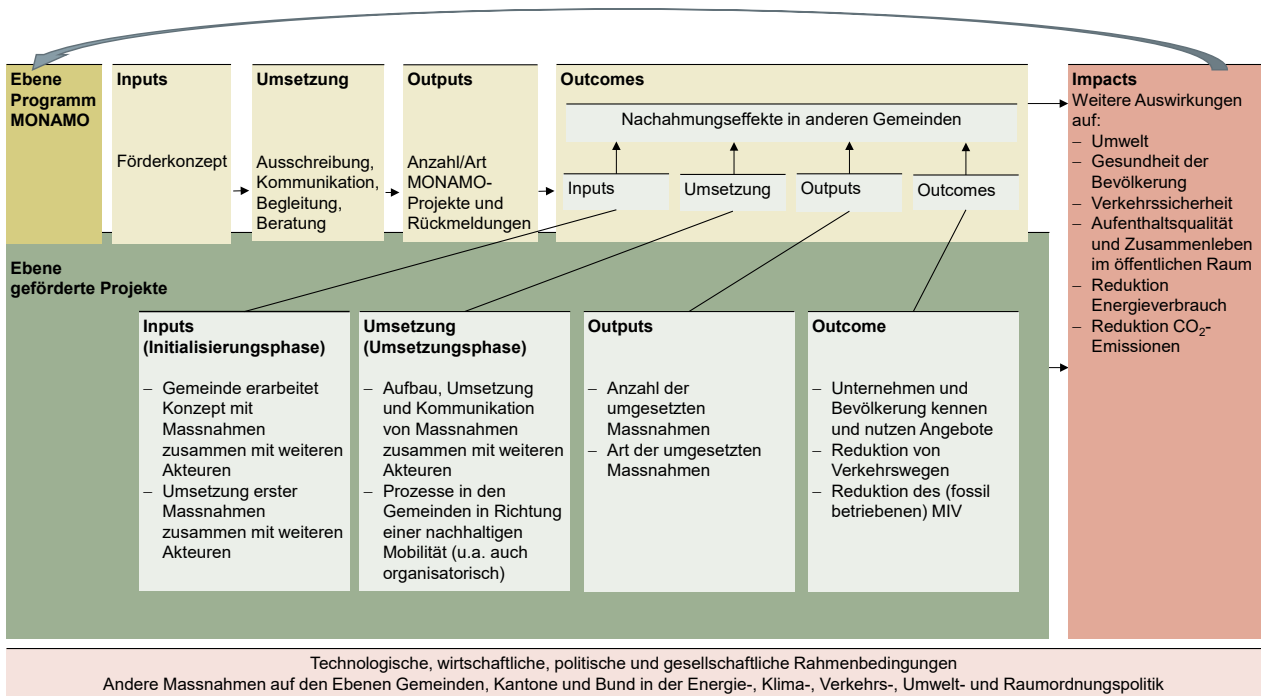 Ebene
Programm
MONAMO
Inputs
Förderkonzept
Umsetzung
Ausschreibung,
Kommunikation,
Begleitung,
Beratung
Outputs
Anzahl/Art
MONAMO-
Projekte und
Rückmeldungen
Outcomes
Nachahmungseffekte in anderen Gemeinden
Inputs
Umsetzung
Outputs
Outcomes
Impacts
Weitere Auswirkungen
auf:
– Umwelt
– Gesundheit der
Bevölkerung
– Verkehrssicherheit
– Aufenthaltsqualität
und Zusammenleben
im öffentlichen Raum
– Reduktion
Energieverbrauch
– Reduktion CO₂-
Emissionen
Ebene
geförderte Projekte
Inputs
(Initialisierungsphase)
– Gemeinde erarbeitet
Konzept mit
Massnahmen
zusammen mit weiteren
Akteuren
– Umsetzung erster
Massnahmen
zusammen mit weiteren
Akteuren
Umsetzung
(Umsetzungsphase)
– Aufbau, Umsetzung
und Kommunikation
von Massnahmen
zusammen mit weiteren
Akteuren
– Prozesse in den
Gemeinden in Richtung
einer nachhaltigen
Mobilität (u.a. auch
organisatorisch)
Outputs
– Anzahl der
umgesetzten
Massnahmen
– Art der umgesetzten
Massnahmen
Outcome
– Unternehmen und
Bevölkerung kennen
und nutzen Angebote
– Reduktion von
Verkehrswegen
– Reduktion des (fossil
betriebenen) MIV
Technologische, wirtschaftliche, politische und gesellschaftliche Rahmenbedingungen
Andere Massnahmen auf den Ebenen Gemeinden, Kantone und Bund in der Energie-, Klima-, Verkehrs-, Umwelt- und Raumordnungspolitik